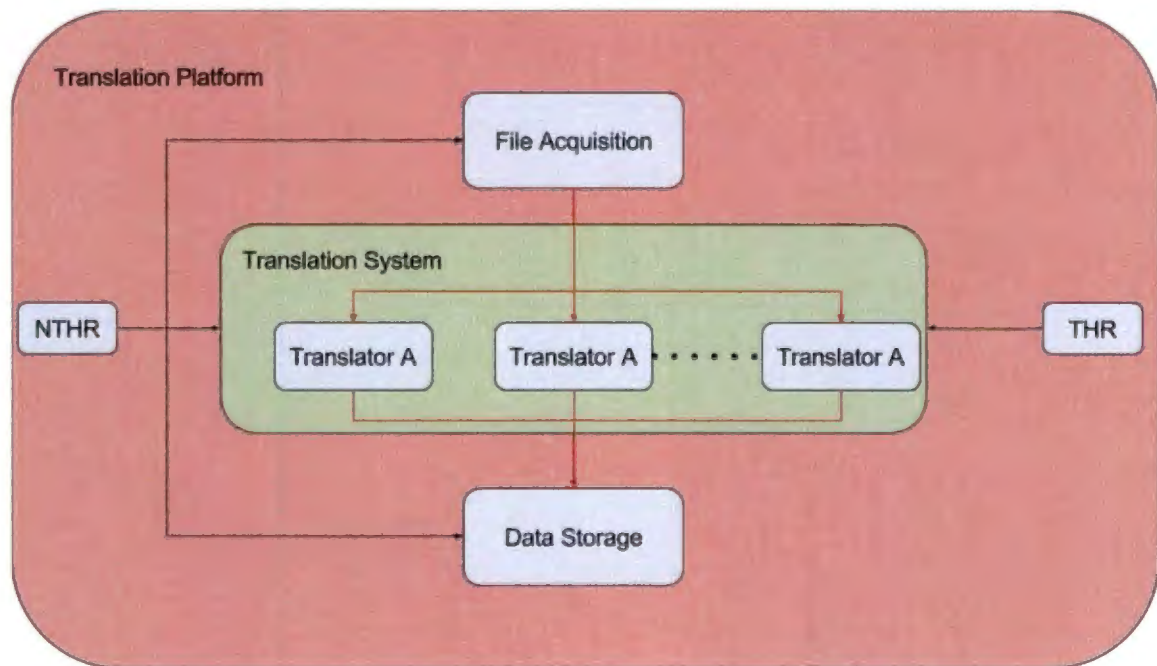 Translation Platform
File Acquisition
Translation System
NTHR
THR
Translator A
Translator A
Translator A
Data Storage